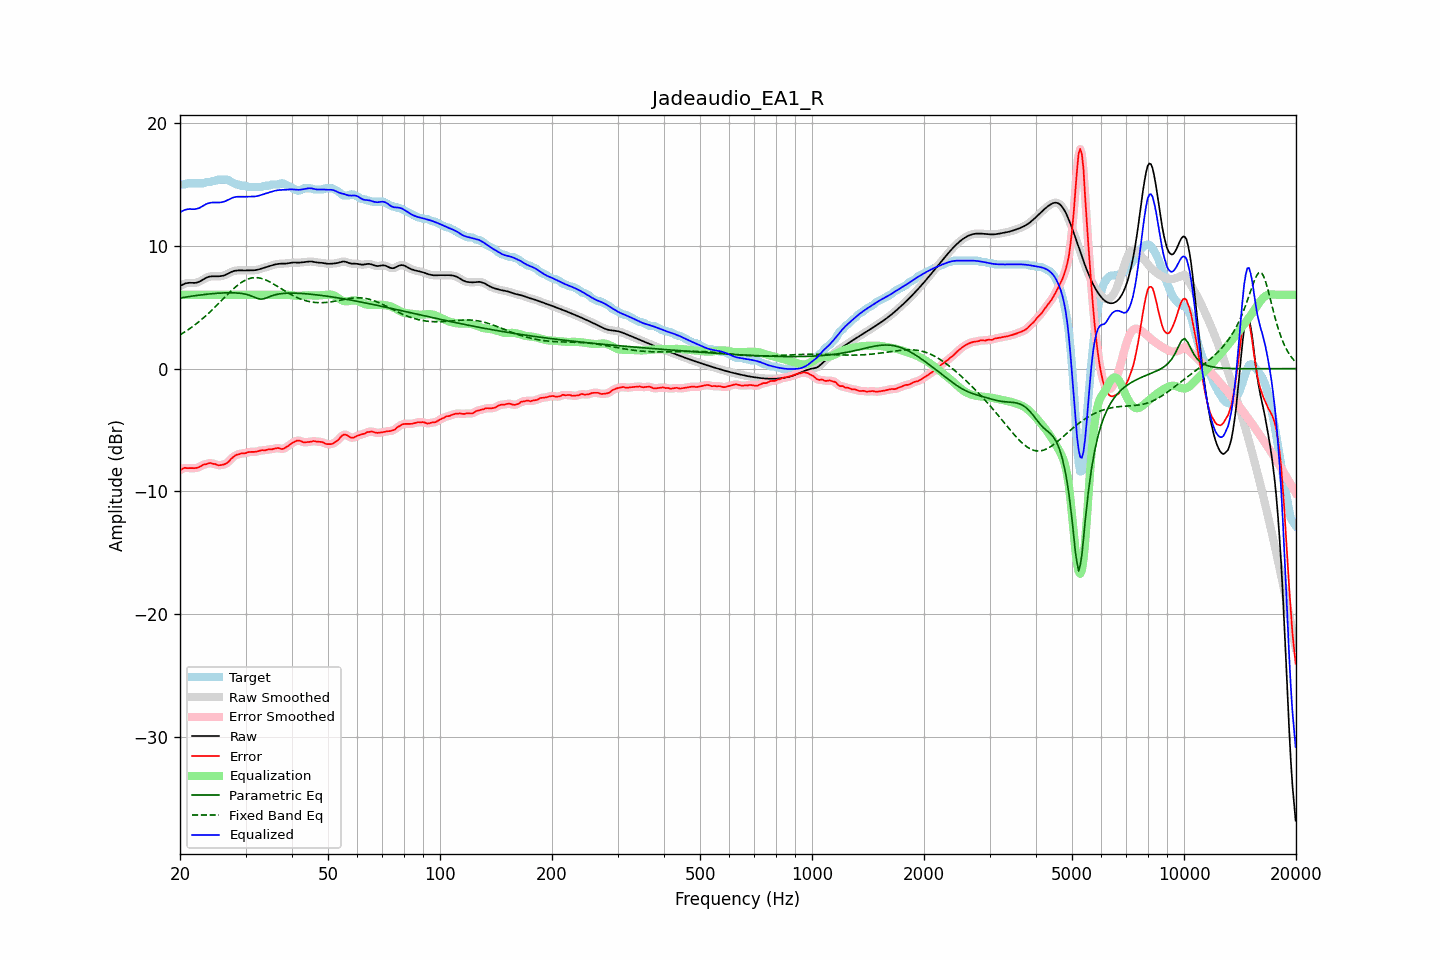 Jadeaudio_EA1_R
20
10
0
−10
−20
−30
Amplitude (dBr)
Target
Raw Smoothed
Error Smoothed
Raw
Error
Equalization
Parametric Eq
Fixed Band Eq
Equalized
20 50 100 200 500 1000 2000 5000 10000 20000
Frequency (Hz)